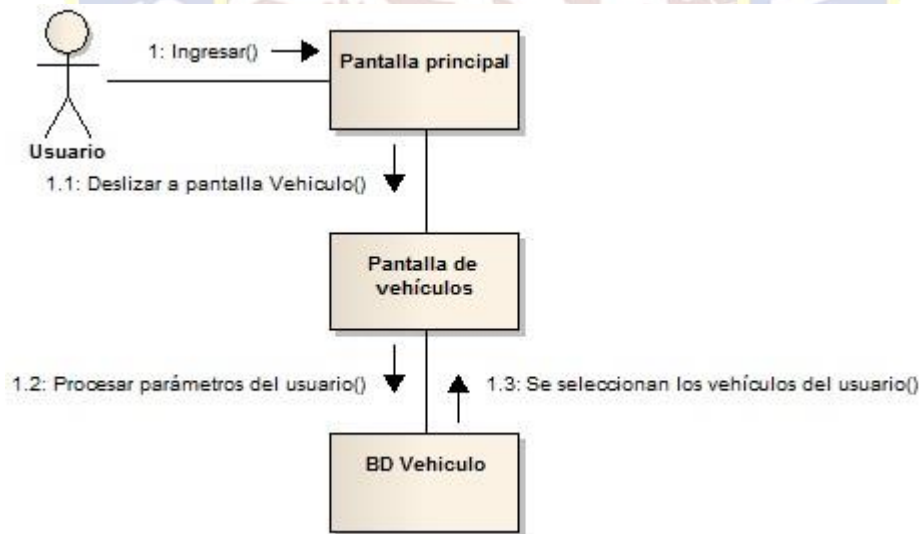 1: Ingresar()
Pantalla principal
Usuario
1.1: Deslizar a pantalla Vehiculo()
Pantalla de
vehículos
1.2: Procesar parámetros del usuario()
1.3: Se seleccionan los vehículos del usuario()
BD Vehiculo